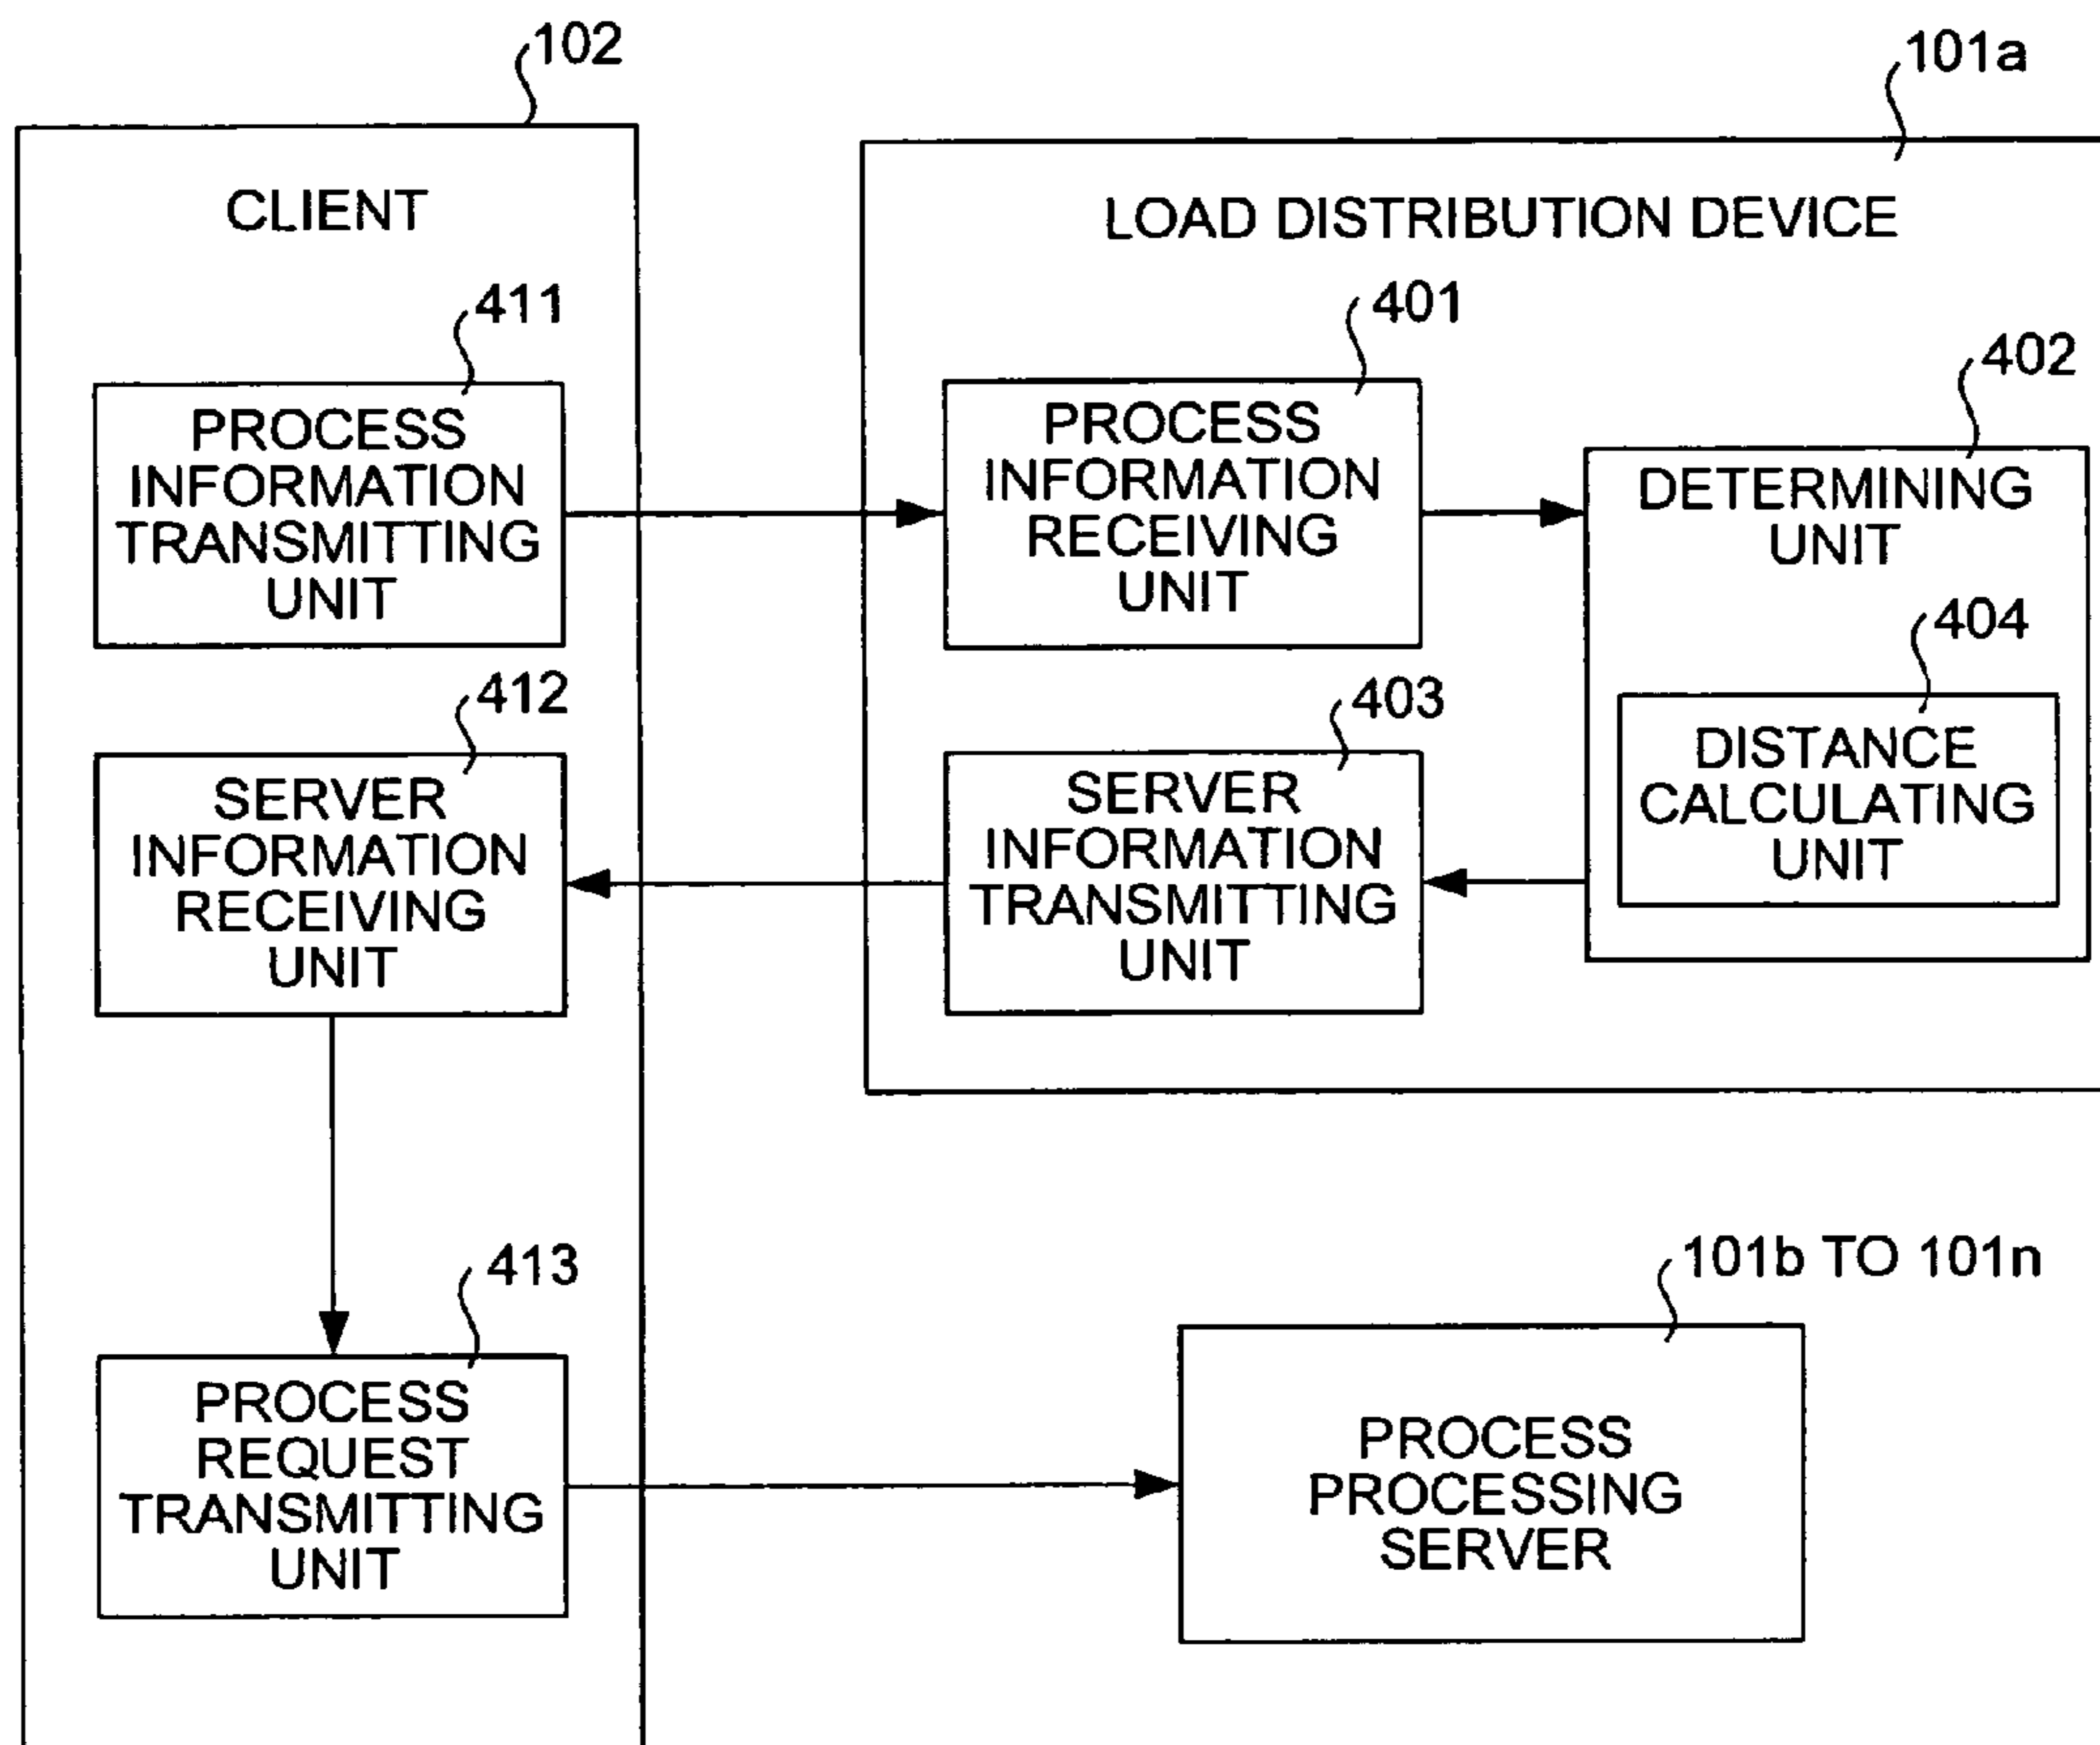 102
101a
CLIENT
LOAD DISTRIBUTION DEVICE
411
PROCESS
INFORMATION
TRANSMITTING
UNIT
401
PROCESS
INFORMATION
RECEIVING
UNIT
402
DETERMINING
UNIT
404
DISTANCE
CALCULATING
UNIT
412
SERVER
INFORMATION
RECEIVING
UNIT
403
SERVER
INFORMATION
TRANSMITTING
UNIT
413
PROCESS
REQUEST
TRANSMITTING
UNIT
101b TO 101n
PROCESS
PROCESSING
SERVER